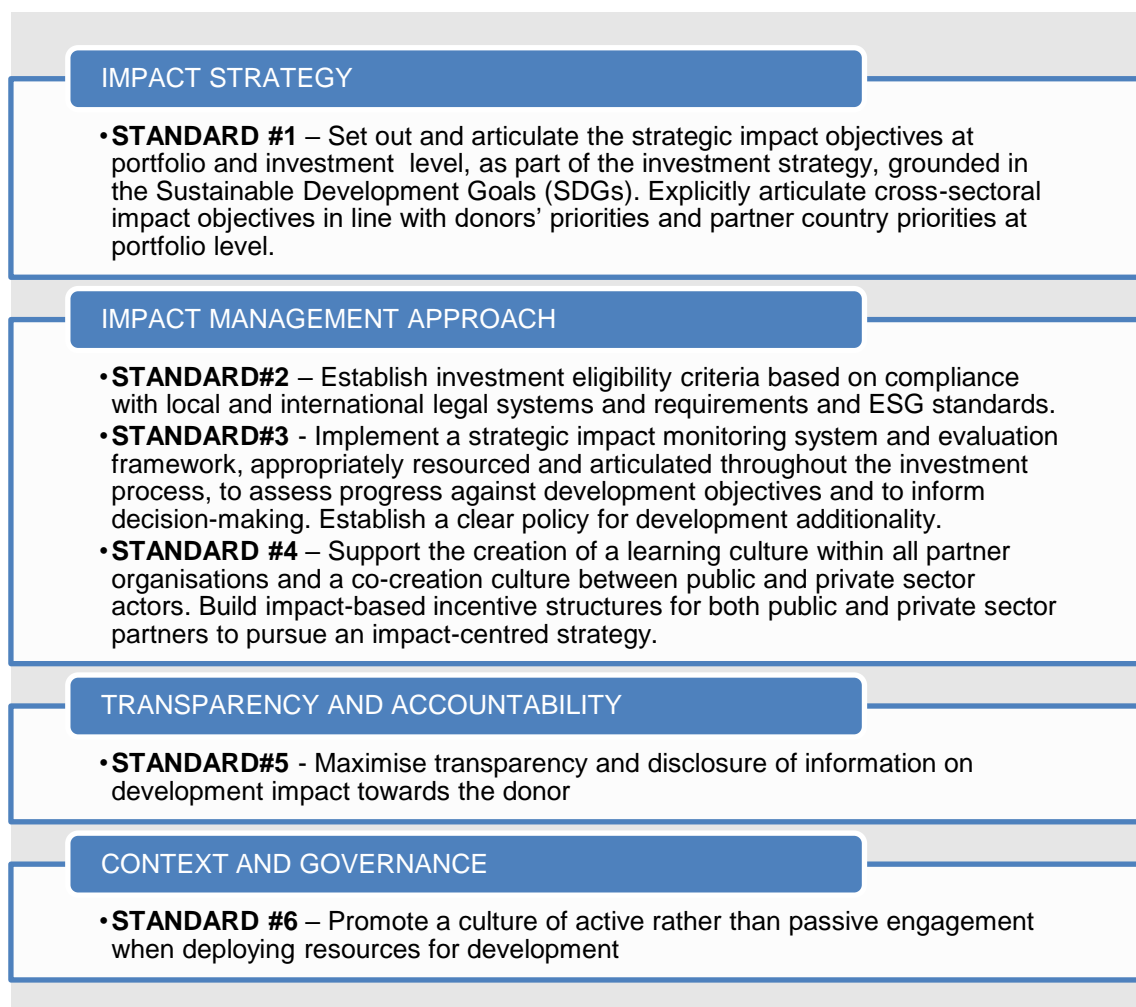 IMPACT STRATEGY
•STANDARD #1 – Set out and articulate the strategic impact objectives at
portfolio and investment level, as part of the investment strategy, grounded in
the Sustainable Development Goals (SDGs). Explicitly articulate cross-sectoral
impact objectives in line with donors’ priorities and partner country priorities at
portfolio level.
IMPACT MANAGEMENT APPROACH
•STANDARD#2 – Establish investment eligibility criteria based on compliance
with local and international legal systems and requirements and ESG standards.
•STANDARD#3 - Implement a strategic impact monitoring system and evaluation
framework, appropriately resourced and articulated throughout the investment
process, to assess progress against development objectives and to inform
decision-making. Establish a clear policy for development additionality.
•STANDARD #4 – Support the creation of a learning culture within all partner
organisations and a co-creation culture between public and private sector
actors. Build impact-based incentive structures for both public and private sector
partners to pursue an impact-centred strategy.
TRANSPARENCY AND ACCOUNTABILITY
•STANDARD#5 - Maximise transparency and disclosure of information on
development impact towards the donor
CONTEXT AND GOVERNANCE
•STANDARD #6 – Promote a culture of active rather than passive engagement
when deploying resources for development